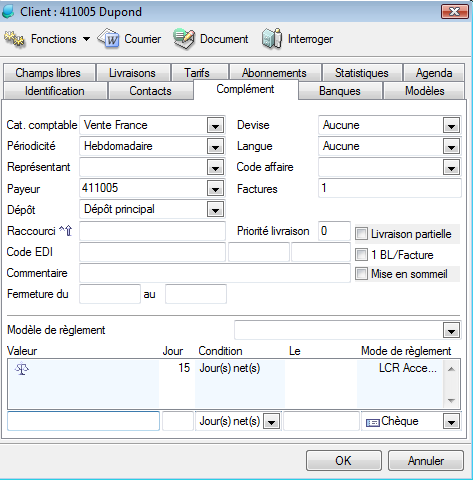 Client : 411005 Dupond
Fonctions Courrier Document Interroger
Champs libres Livraisons Tarifs Abonnements Statistiques Agenda
Identification Contacts Complément Banques Modèles
Cat. comptable Vente France Devise Aucune
Périodicité Hebdomadaire Langue Aucune
Représentant Code affaire
Payeur 411005 Factures 1
Dépôt Dépôt principal
Raccourci ^⇧ Priorité livraison 0 Livraison partielle
Code EDI 1 BL/Facture
Commentaire Mise en sommeil
Fermeture du au
Modèle de règlement
Valeur Jour Condition Le Mode de règlement
15 Jour(s) net(s) LCR Acce...
Jour(s) net(s) Chèque
OK Annuler